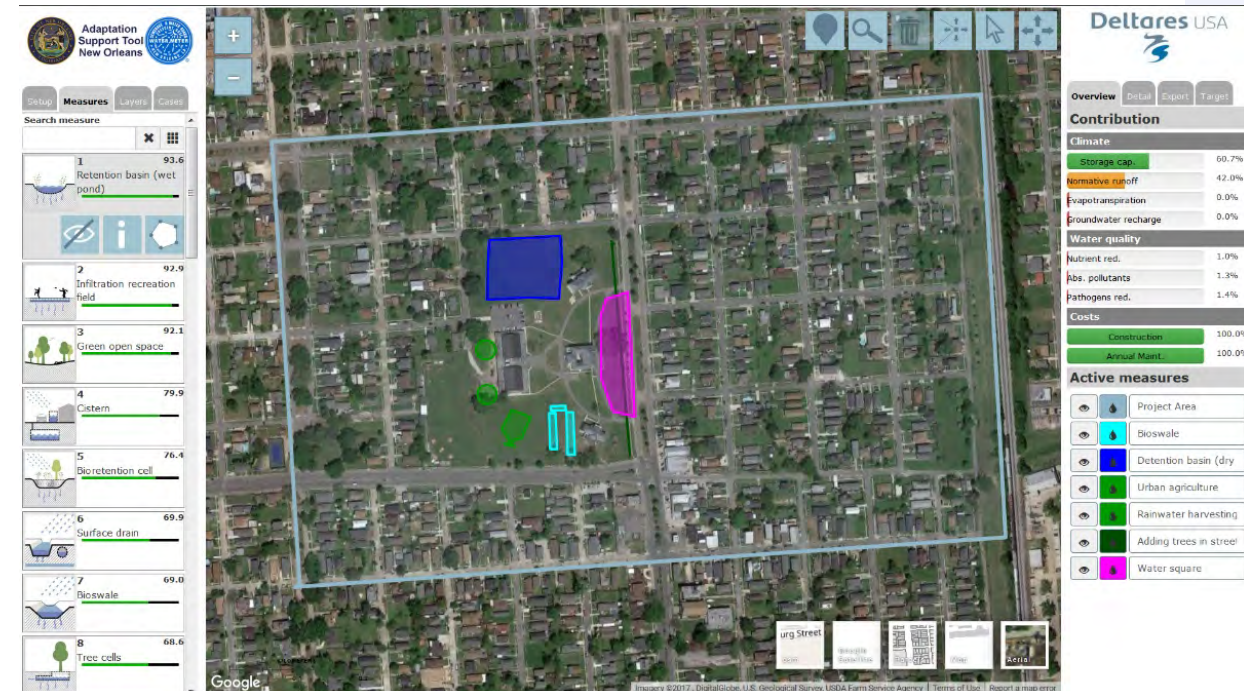 Adaptation
Support Tool
New Orleans
Setup Measures Layers Cases
Search measure
1 93.6
Retention basin (wet
pond)
2 92.9
Infiltration recreation
field
3 92.1
Green open space
4 79.9
Cistern
5 76.4
Bioretention cell
6 69.9
Surface drain
7 69.0
Bioswale
8 68.6
Tree cells
urg Street
Aerial
Google
Imagery ©2017, DigitalGlobe, U.S. Geological Survey, USDA Farm Service Agency
Terms of Use
Report a map error
Deltares USA
Overview Detail Export Target
Contribution
Climate
Storage cap. 60.7%
Normative runoff 42.0%
Evapotranspiration 0.0%
Groundwater recharge 0.0%
Water quality
Nutrient red. 1.0%
Abs. pollutants 1.3%
Pathogens red. 1.4%
Costs
Construction 100.0%
Annual Maint. 100.0%
Active measures
Project Area
Bioswale
Detention basin (dry
Urban agriculture
Rainwater harvesting
Adding trees in street
Water square